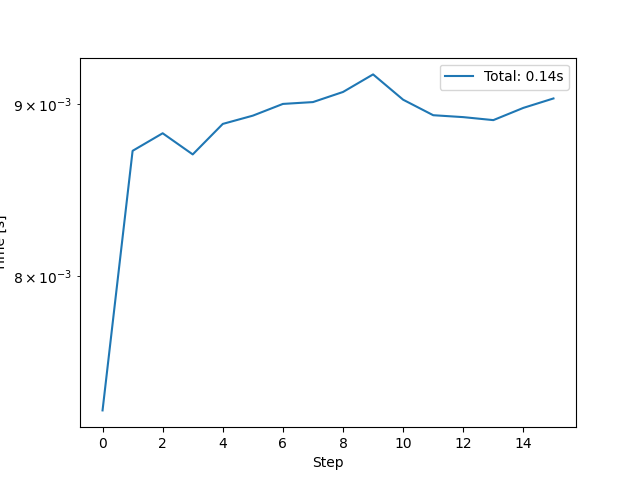 Total: 0.14s
9 × 10⁻³
8 × 10⁻³
Time [s]
0 2 4 6 8 10 12 14
Step